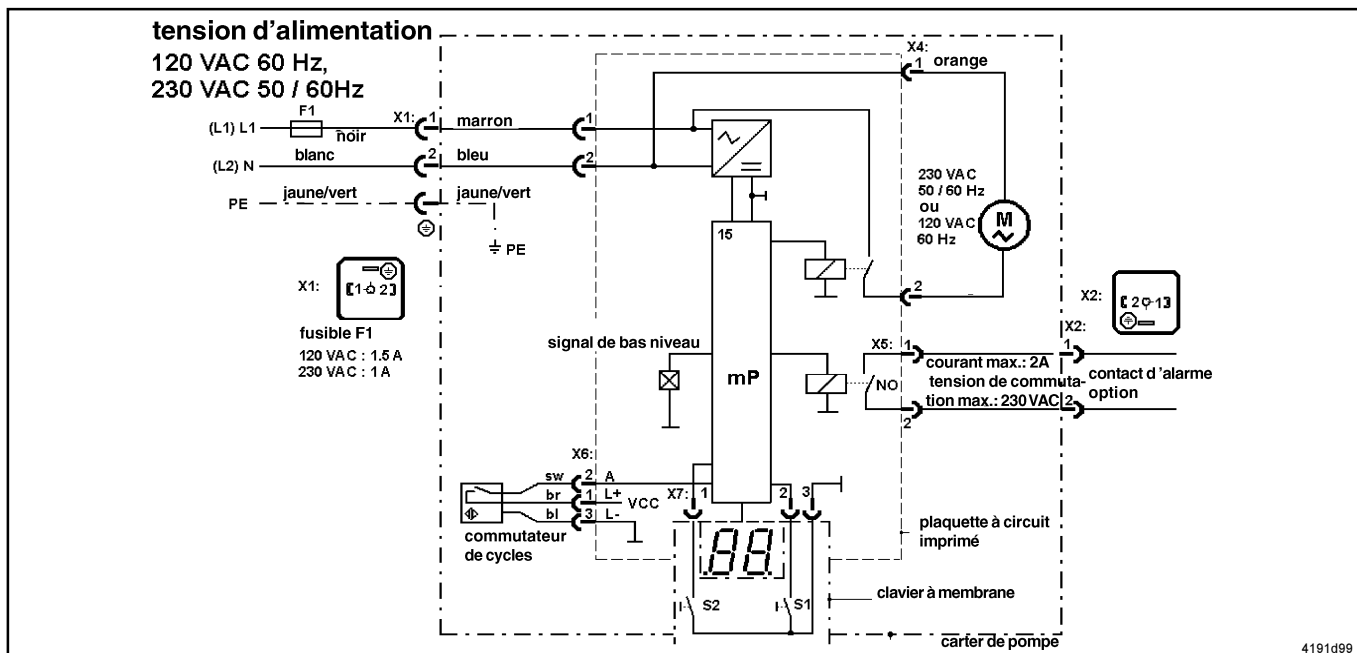 tension d'alimentation
120 VAC 60 Hz,
230 VAC 50 / 60Hz
F1
(L1) L1
noir
X1:
1
marron
1
(L2) N
blanc
2
bleu
2
PE
jaune/vert
jaune/vert
PE
X4:
1
orange
230 VAC
50 / 60 Hz
ou
120 VAC
60 Hz
M
2
15
mP
X1:
1
2
fusible F1
120 VAC : 1.5 A
230 VAC : 1 A
signal de bas niveau
X5:
1
NO
2
courant max.: 2A
tension de commuta-
tion max.: 230 VAC
X2:
2
1
X2:
1
contact d 'alarme
option
2
X6:
sw
2
A
br
1
L+
VCC
bl
3
L-
commutateur
de cycles
X7:
1
2
3
88
S2
S1
plaquette à circuit
imprimé
clavier à membrane
carter de pompe
4191d99